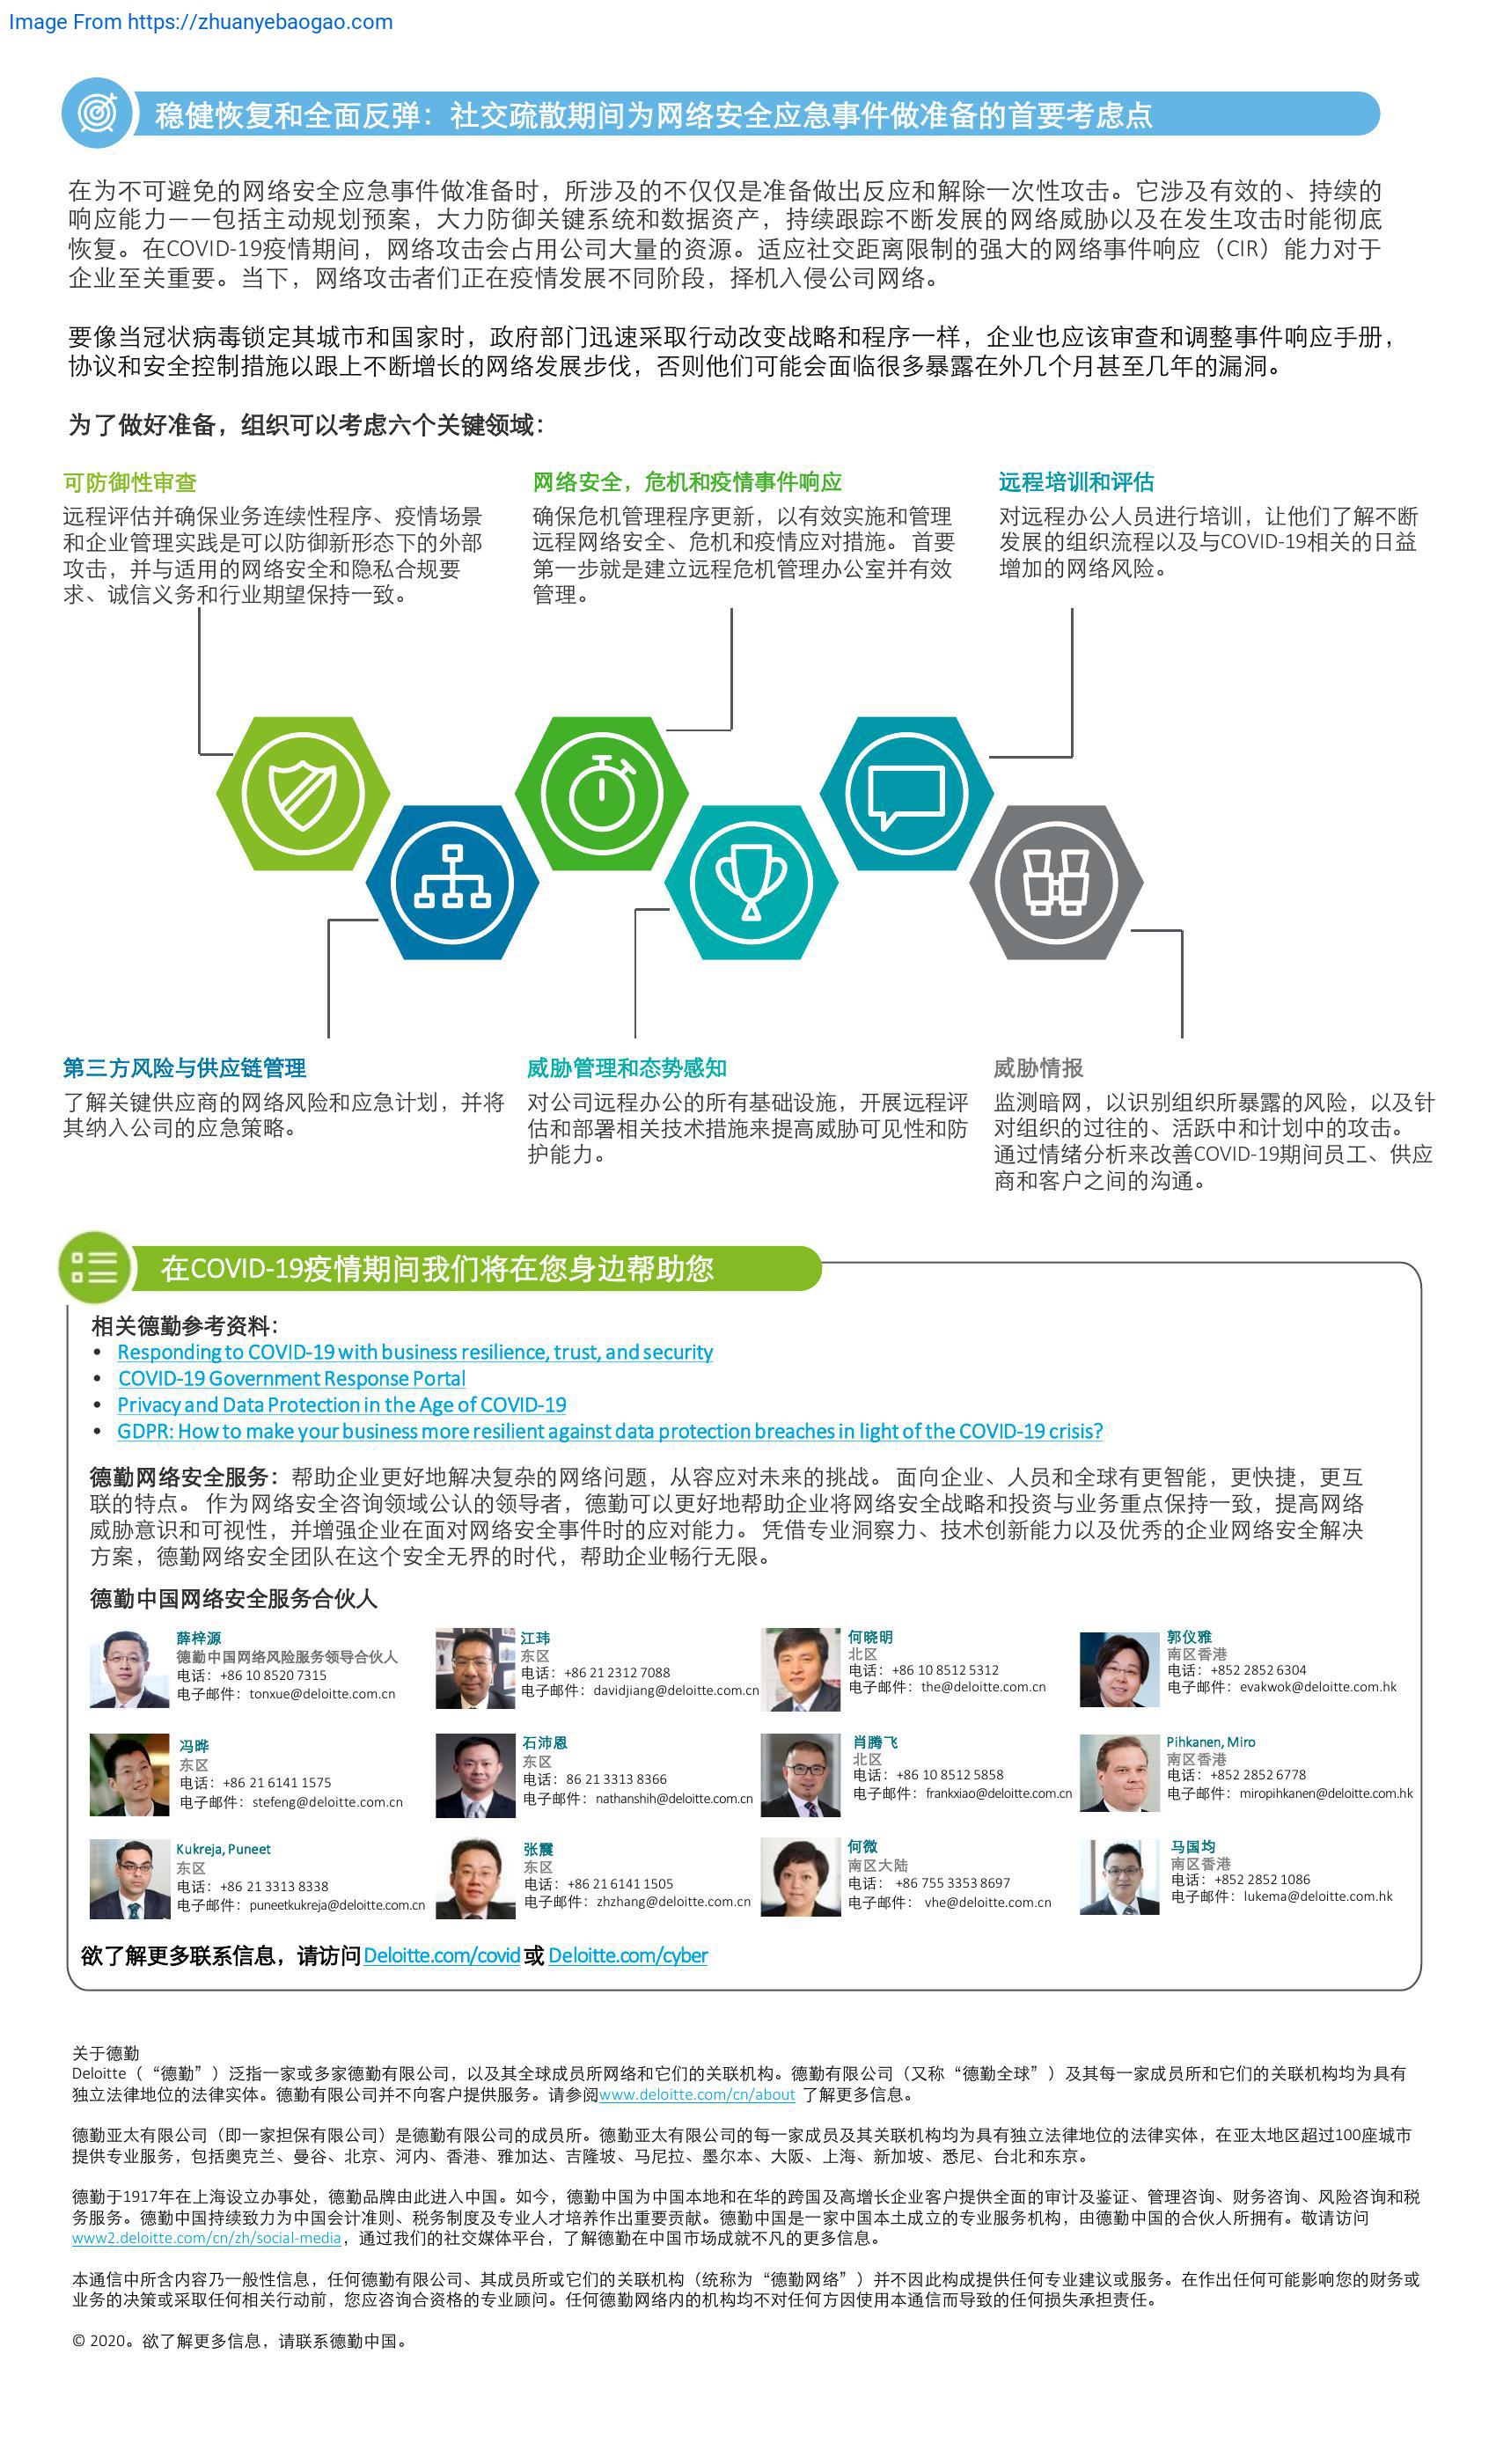 Image From https://zhuanyebaogao.com
稳健恢复和全面反弹：社交疏散期间为网络安全应急事件做准备的首要考虑点
在为不可避免的网络安全应急事件做准备时，所涉及的不仅仅是准备做出反应和解除一次性攻击。它涉及有效的、持续的
响应能力——包括主动规划预案，大力防御关键系统和数据资产，持续跟踪不断发展的网络威胁以及在发生攻击时能彻底
恢复。在COVID-19疫情期间，网络攻击会占用公司大量的资源。适应社交距离限制的强大的网络事件响应（CIR）能力对于
企业至关重要。当下，网络攻击者们正在疫情发展不同阶段，择机入侵公司网络。
要像当冠状病毒锁定其城市和国家时，政府部门迅速采取行动改变战略和程序一样，企业也应该审查和调整事件响应手册，
协议和安全控制措施以跟上不断增长的网络发展步伐，否则他们可能会面临很多暴露在外几个月甚至几年的漏洞。
为了做好准备，组织可以考虑六个关键领域：
可防御性审查
远程评估并确保业务连续性程序、疫情场景
和企业管理实践是可以防御新形态下的外部
攻击，并与适用的网络安全和隐私合规要
求、诚信义务和行业期望保持一致。
网络安全，危机和疫情事件响应
确保危机管理程序更新，以有效实施和管理
远程网络安全、危机和疫情应对措施。 首要
第一步就是建立远程危机管理办公室并有效
管理。
远程培训和评估
对远程办公人员进行培训，让他们了解不断
发展的组织流程以及与COVID-19相关的日益
增加的网络风险。
第三方风险与供应链管理
了解关键供应商的网络风险和应急计划，并将
其纳入公司的应急策略。
威胁管理和态势感知
对公司远程办公的所有基础设施，开展远程评
估和部署相关技术措施来提高威胁可见性和防
护能力。
威胁情报
监测暗网，以识别组织所暴露的风险，以及针
对组织的过往的、活跃中和计划中的攻击。
通过情绪分析来改善COVID-19期间员工、供应
商和客户之间的沟通。
在COVID-19疫情期间我们将在您身边帮助您
相关德勤参考资料：
• Responding to COVID-19 with business resilience, trust, and security
• COVID-19 Government Response Portal
• Privacy and Data Protection in the Age of COVID-19
• GDPR: How to make your business more resilient against data protection breaches in light of the COVID-19 crisis?
德勤网络安全服务：帮助企业更好地解决复杂的网络问题，从容应对未来的挑战。 面向企业、人员和全球有更智能，更快捷，更互
联的特点。 作为网络安全咨询领域公认的领导者，德勤可以更好地帮助企业将网络安全战略和投资与业务重点保持一致，提高网络
威胁意识和可视性，并增强企业在面对网络安全事件时的应对能力。 凭借专业洞察力、技术创新能力以及优秀的企业网络安全解决
方案，德勤网络安全团队在这个安全无界的时代，帮助企业畅行无限。
德勤中国网络安全服务合伙人
薛梓源
德勤中国网络风险服务领导合伙人
电话：+86 10 8520 7315
电子邮件：tonxue@deloitte.com.cn
江玮
东区
电话：+86 21 2312 7088
电子邮件：davidjiang@deloitte.com.cn
何晓明
北区
电话：+86 10 8512 5312
电子邮件：the@deloitte.com.cn
郭仪雅
南区香港
电话：+852 2852 6304
电子邮件：evakwok@deloitte.com.hk
冯晔
东区
电话：+86 21 6141 1575
电子邮件：stefeng@deloitte.com.cn
石沛恩
东区
电话：86 21 3313 8366
电子邮件：nathanshih@deloitte.com.cn
肖腾飞
北区
电话：+86 10 8512 5858
电子邮件：frankxiao@deloitte.com.cn
Pihkanen, Miro
南区香港
电话：+852 2852 6778
电子邮件：miropihkanen@deloitte.com.hk
Kukreja, Puneet
东区
电话：+86 21 3313 8338
电子邮件：puneetkukreja@deloitte.com.cn
张震
东区
电话：+86 21 6141 1505
电子邮件：zhzhang@deloitte.com.cn
何微
南区大陆
电话： +86 755 3353 8697
电子邮件： vhe@deloitte.com.cn
马国均
南区香港
电话：+852 2852 1086
电子邮件：lukema@deloitte.com.hk
欲了解更多联系信息，请访问Deloitte.com/covid 或 Deloitte.com/cyber
关于德勤
Deloitte（“德勤”）泛指一家或多家德勤有限公司，以及其全球成员所网络和它们的关联机构。德勤有限公司（又称“德勤全球”）及其每一家成员所和它们的关联机构均为具有
独立法律地位的法律实体。德勤有限公司并不向客户提供服务。请参阅www.deloitte.com/cn/about 了解更多信息。
德勤亚太有限公司（即一家担保有限公司）是德勤有限公司的成员所。德勤亚太有限公司的每一家成员及其关联机构均为具有独立法律地位的法律实体，在亚太地区超过100座城市
提供专业服务，包括奥克兰、曼谷、北京、河内、香港、雅加达、吉隆坡、马尼拉、墨尔本、大阪、上海、新加坡、悉尼、台北和东京。
德勤于1917年在上海设立办事处，德勤品牌由此进入中国。如今，德勤中国为中国本地和在华的跨国及高增长企业客户提供全面的审计及鉴证、管理咨询、财务咨询、风险咨询和税
务服务。德勤中国持续致力为中国会计准则、税务制度及专业人才培养作出重要贡献。德勤中国是一家中国本土成立的专业服务机构，由德勤中国的合伙人所拥有。敬请访问
www2.deloitte.com/cn/zh/social-media，通过我们的社交媒体平台，了解德勤在中国市场成就不凡的更多信息。
本通信中所含内容乃一般性信息，任何德勤有限公司、其成员所或它们的关联机构（统称为“德勤网络”）并不因此构成提供任何专业建议或服务。在作出任何可能影响您的财务或
业务的决策或采取任何相关行动前，您应咨询合资格的专业顾问。任何德勤网络内的机构均不对任何方因使用本通信而导致的任何损失承担责任。
© 2020。欲了解更多信息，请联系德勤中国。